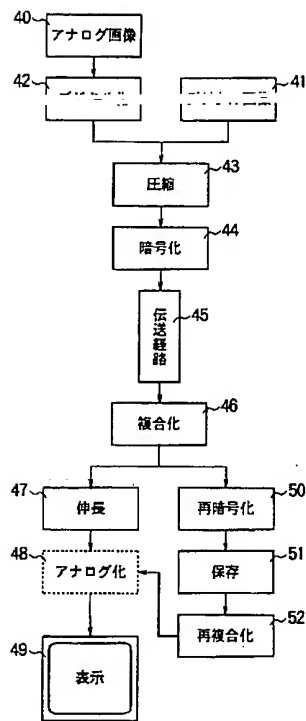 40
アナログ画像
42
41
43
圧縮
44
暗号化
45
伝送経路
46
複合化
47
伸長
50
再暗号化
48
アナログ化
51
保存
52
再複合化
49
表示